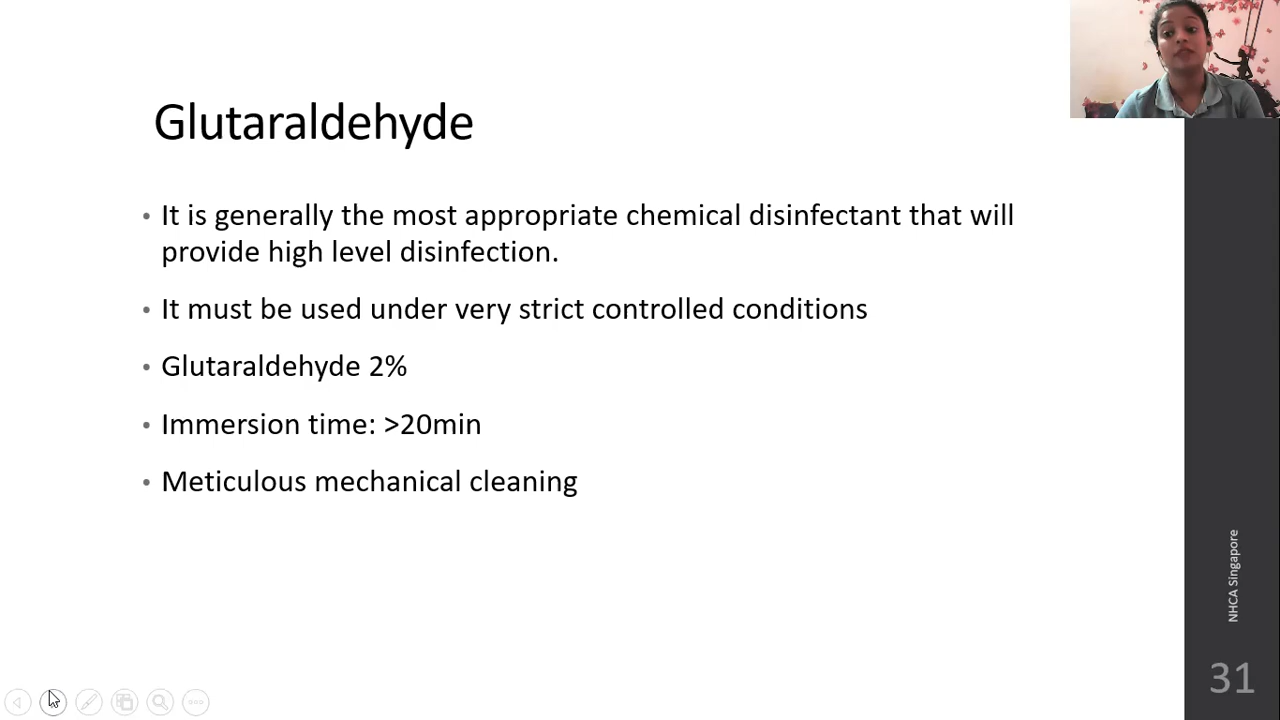 Glutaraldehyde
• It is generally the most appropriate chemical disinfectant that will
provide high level disinfection.
• It must be used under very strict controlled conditions
• Glutaraldehyde 2%
• Immersion time: >20min
• Meticulous mechanical cleaning
NHCA Singapore
31